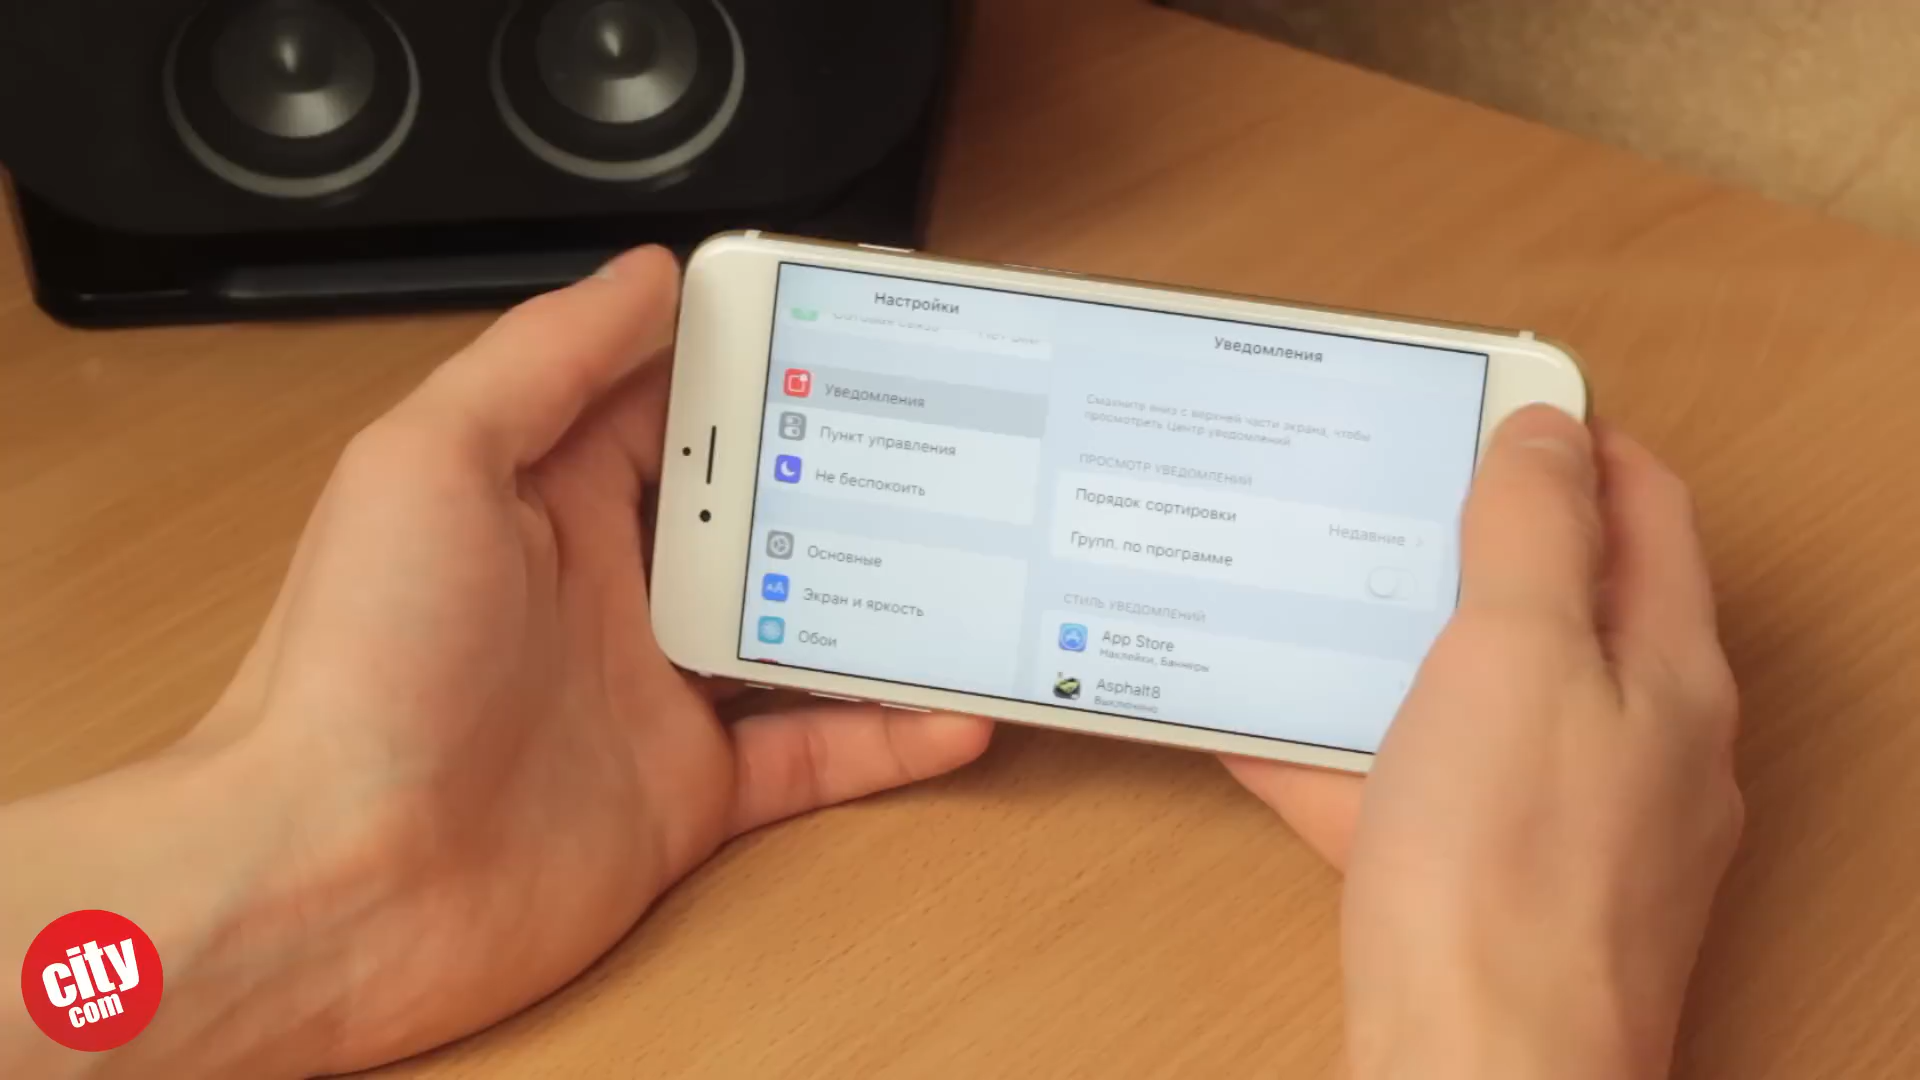 Настройки
Сотовая связь
Уведомления
Пункт управления
Не беспокоить
Основные
Экран и яркость
Обои
Уведомления
Смахните вниз с верхней части экрана, чтобы
просмотреть Центр уведомлений
ПРОСМОТР УВЕДОМЛЕНИЙ
Порядок сортировки
Недавние
Групп. по программе
СТИЛЬ УВЕДОМЛЕНИЙ
App Store
Наклейки, Баннеры
Asphalt8
Выключено
city
com